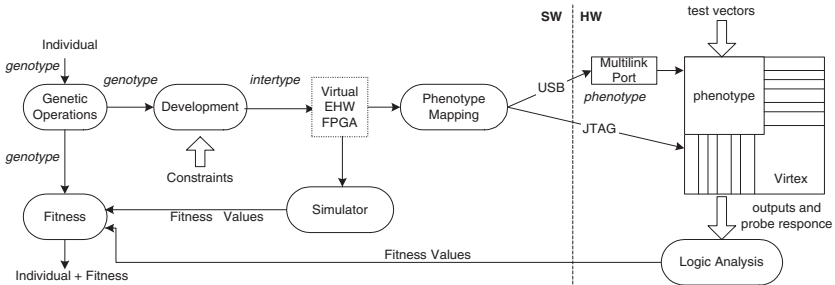 SW HW
test vectors
Individual
genotype
genotype
intertype
Genetic
Operations
Development
Virtual
EHW
FPGA
Phenotype
Mapping
USB
Multilink
Port
phenotype
phenotype
JTAG
genotype
Constraints
Virtex
Fitness
Fitness Values
Simulator
outputs and
probe responce
Fitness Values
Logic Analysis
Individual + Fitness